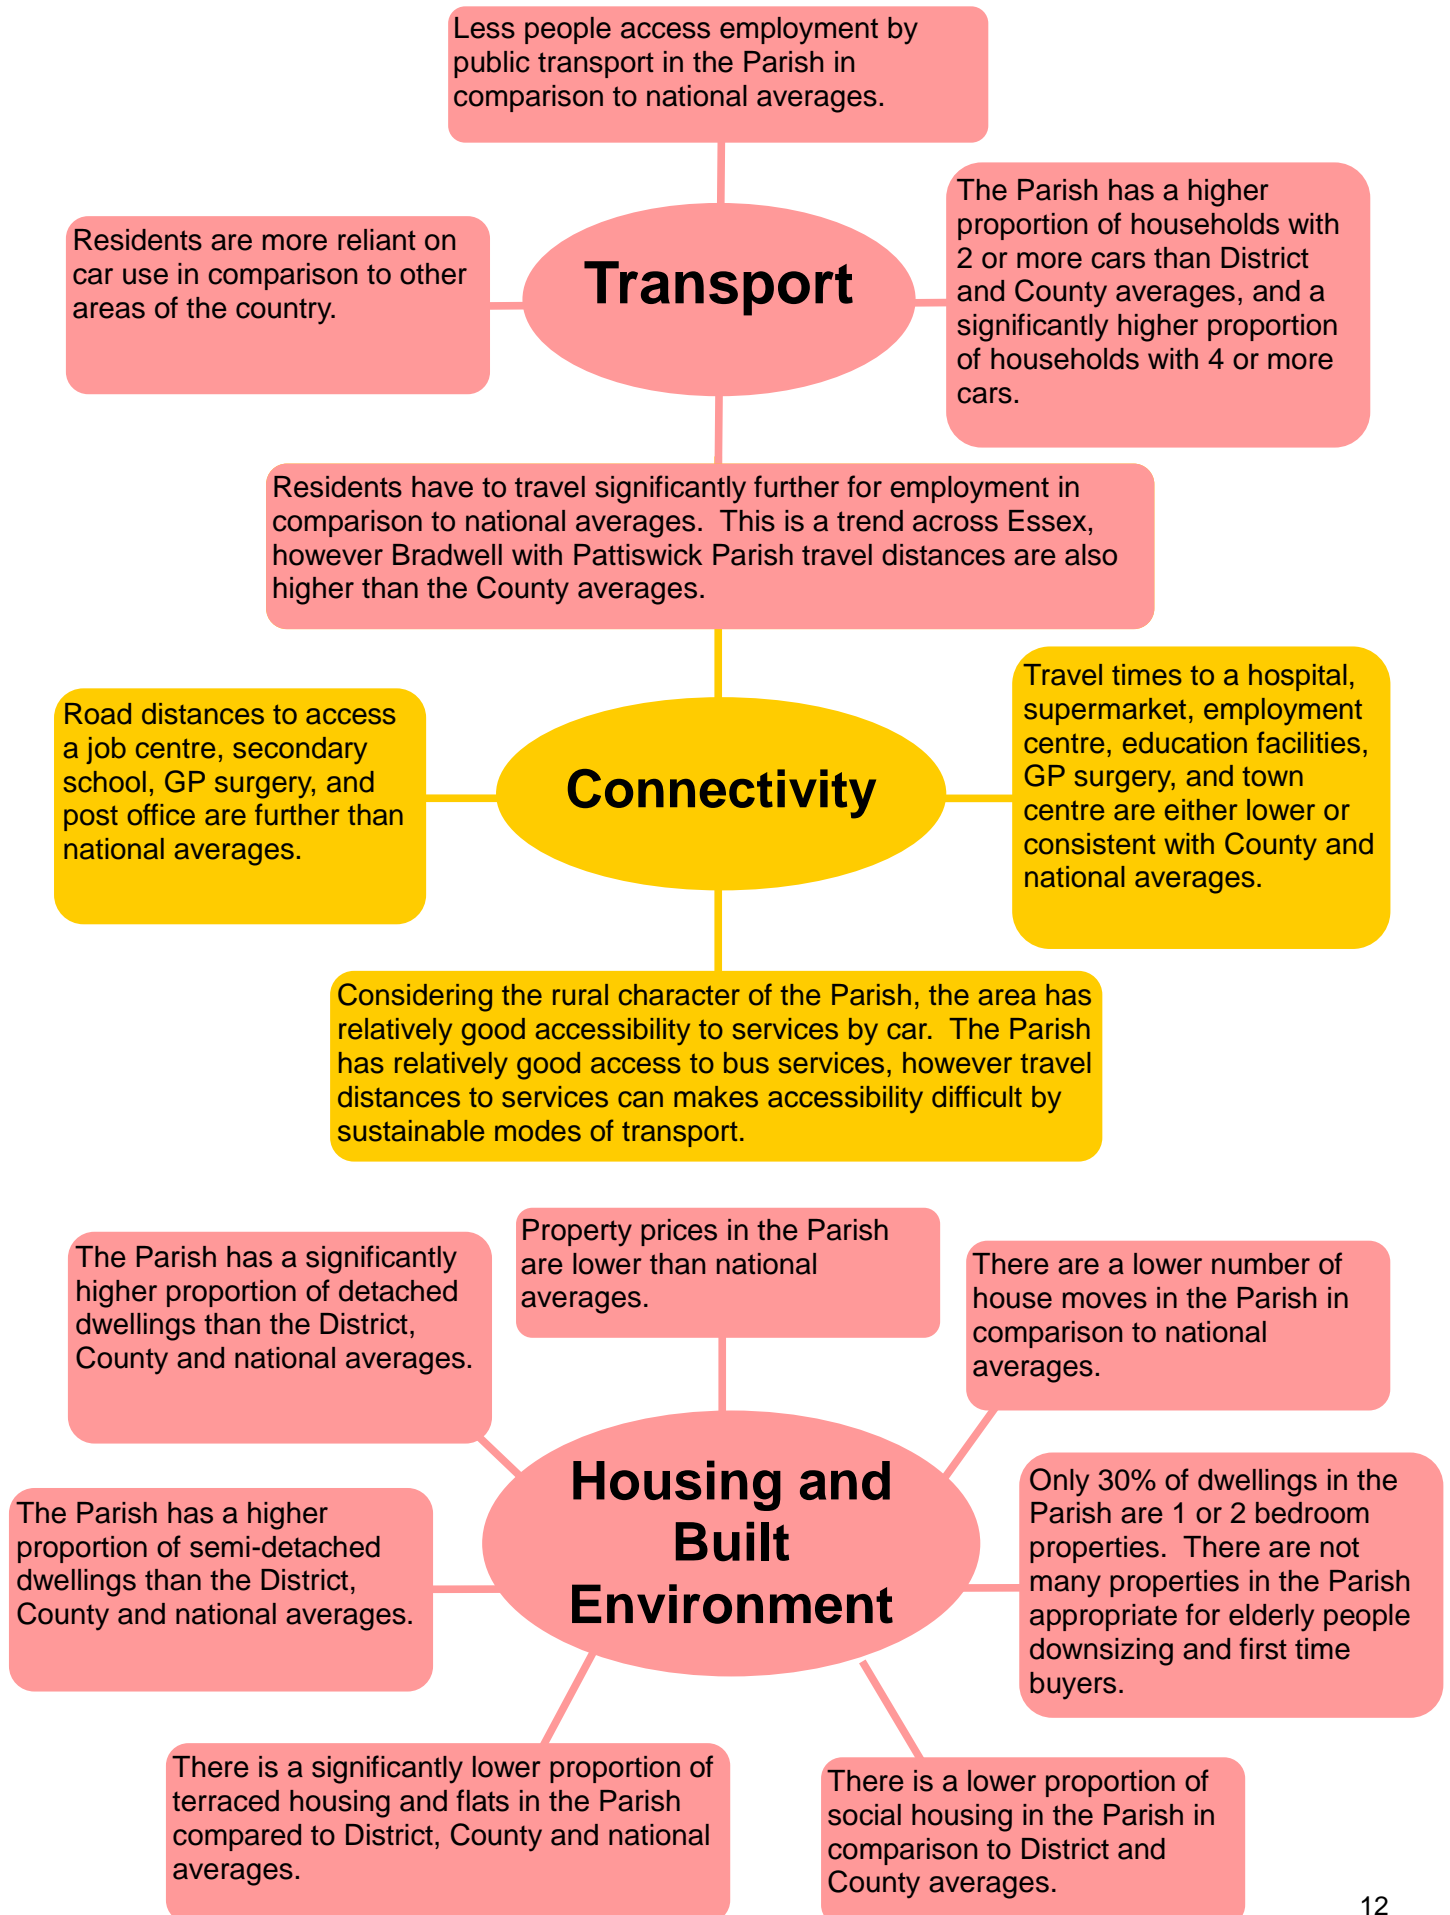 Less people access employment by
public transport in the Parish in
comparison to national averages.
Residents are more reliant on
car use in comparison to other
areas of the country.
Transport
The Parish has a higher
proportion of households with
2 or more cars than District
and County averages, and a
significantly higher proportion
of households with 4 or more
cars.
Residents have to travel significantly further for employment in
comparison to national averages.  This is a trend across Essex,
however Bradwell with Pattiswick Parish travel distances are also
higher than the County averages.
Road distances to access
a job centre, secondary
school, GP surgery, and
post office are further than
national averages.
Connectivity
Travel times to a hospital,
supermarket, employment
centre, education facilities,
GP surgery, and town
centre are either lower or
consistent with County and
national averages.
Considering the rural character of the Parish, the area has
relatively good accessibility to services by car.  The Parish
has relatively good access to bus services, however travel
distances to services can makes accessibility difficult by
sustainable modes of transport.
The Parish has a significantly
higher proportion of detached
dwellings than the District,
County and national averages.
Property prices in the Parish
are lower than national
averages.
There are a lower number of
house moves in the Parish in
comparison to national
averages.
The Parish has a higher
proportion of semi-detached
dwellings than the District,
County and national averages.
Housing and
Built
Environment
Only 30% of dwellings in the
Parish are 1 or 2 bedroom
properties.  There are not
many properties in the Parish
appropriate for elderly people
downsizing and first time
buyers.
There is a significantly lower proportion of
terraced housing and flats in the Parish
compared to District, County and national
averages.
There is a lower proportion of
social housing in the Parish in
comparison to District and
County averages.
12